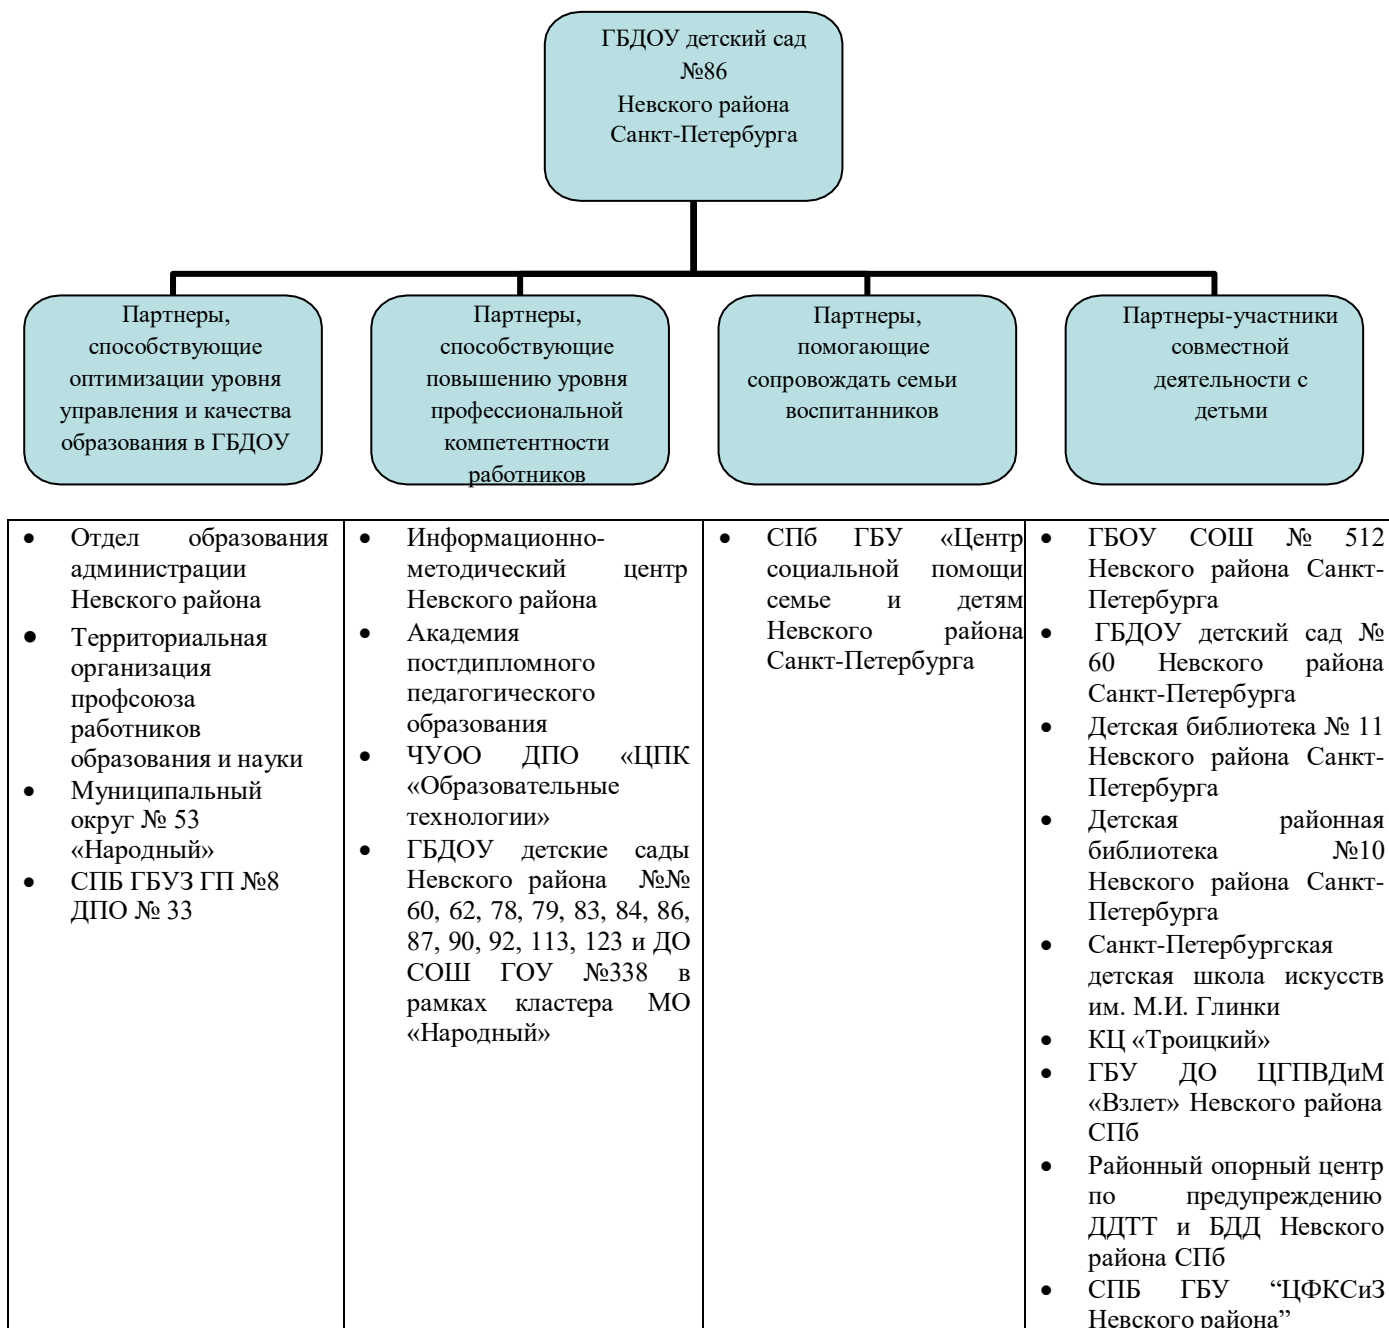 ГБДОУ детский сад
№86
Невского района
Санкт-Петербурга
Партнеры,
способствующие
оптимизации уровня
управления и качества
образования в ГБДОУ
Партнеры,
способствующие
повышению уровня
профессиональной
компетентности
работников
Партнеры,
помогающие
сопровождать семьи
воспитанников
Партнеры-участники
совместной
деятельности с
детьми
• Отдел образования
администрации
Невского района
• Территориальная
организация
профсоюза
работников
образования и науки
• Муниципальный
округ № 53
«Народный»
• СПБ ГБУЗ ГП №8
ДПО № 33
• Информационно-
методический центр
Невского района
• Академия
постдипломного
педагогического
образования
• ЧУОО ДПО «ЦПК
«Образовательные
технологии»
• ГБДОУ детские сады
Невского района №№
60, 62, 78, 79, 83, 84, 86,
87, 90, 92, 113, 123 и ДО
СОШ ГОУ №338 в
рамках кластера МО
«Народный»
• СПб ГБУ «Центр
социальной помощи
семье и детям
Невского района
Санкт-Петербурга
• ГБОУ СОШ № 512
Невского района Санкт-
Петербурга
• ГБДОУ детский сад №
60 Невского района
Санкт-Петербурга
• Детская библиотека № 11
Невского района Санкт-
Петербурга
• Детская районная
библиотека №10
Невского района Санкт-
Петербурга
• Санкт-Петербургская
детская школа искусств
им. М.И. Глинки
• КЦ «Троицкий»
• ГБУ ДО ЦГПВДиМ
«Взлет» Невского района
СПб
• Районный опорный центр
по предупреждению
ДДТТ и БДД Невского
района СПб
• СПБ ГБУ “ЦФКСиЗ
Невского района”